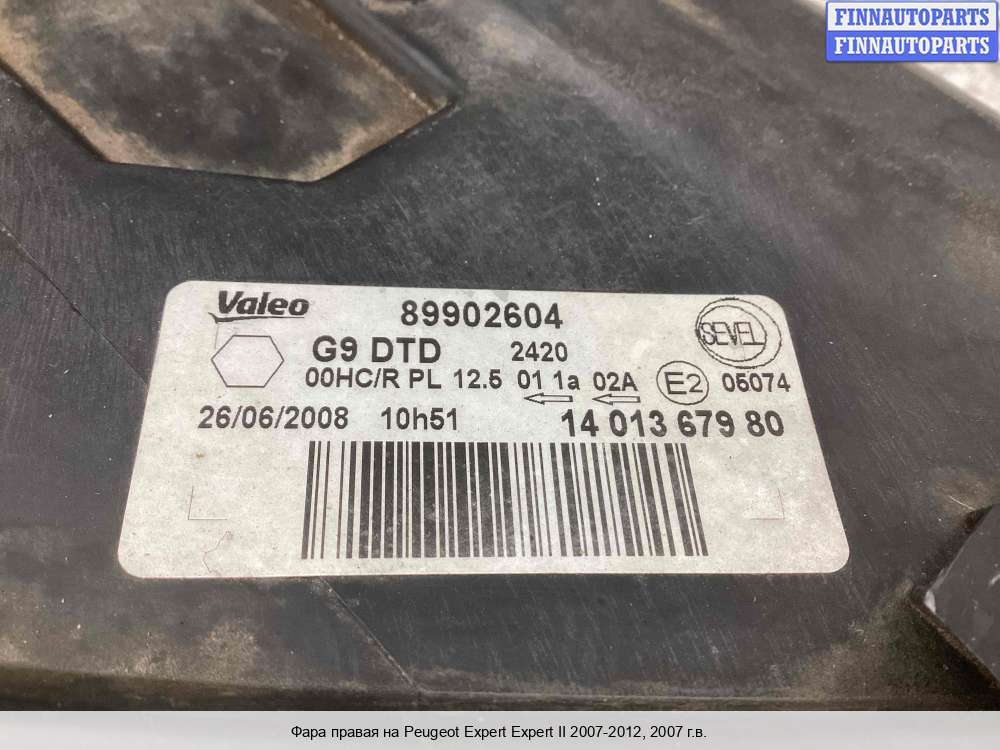 FINNAUTOPARTS
FINNAUTOPARTS
Valeo 89902604
SEVEL
G9 DTD 2420
00HC/R PL 12.5 01 1a 02A E2 05074
26/06/2008 10h51 14 013 679 80
Фара правая на Peugeot Expert Expert II 2007-2012, 2007 г.в.